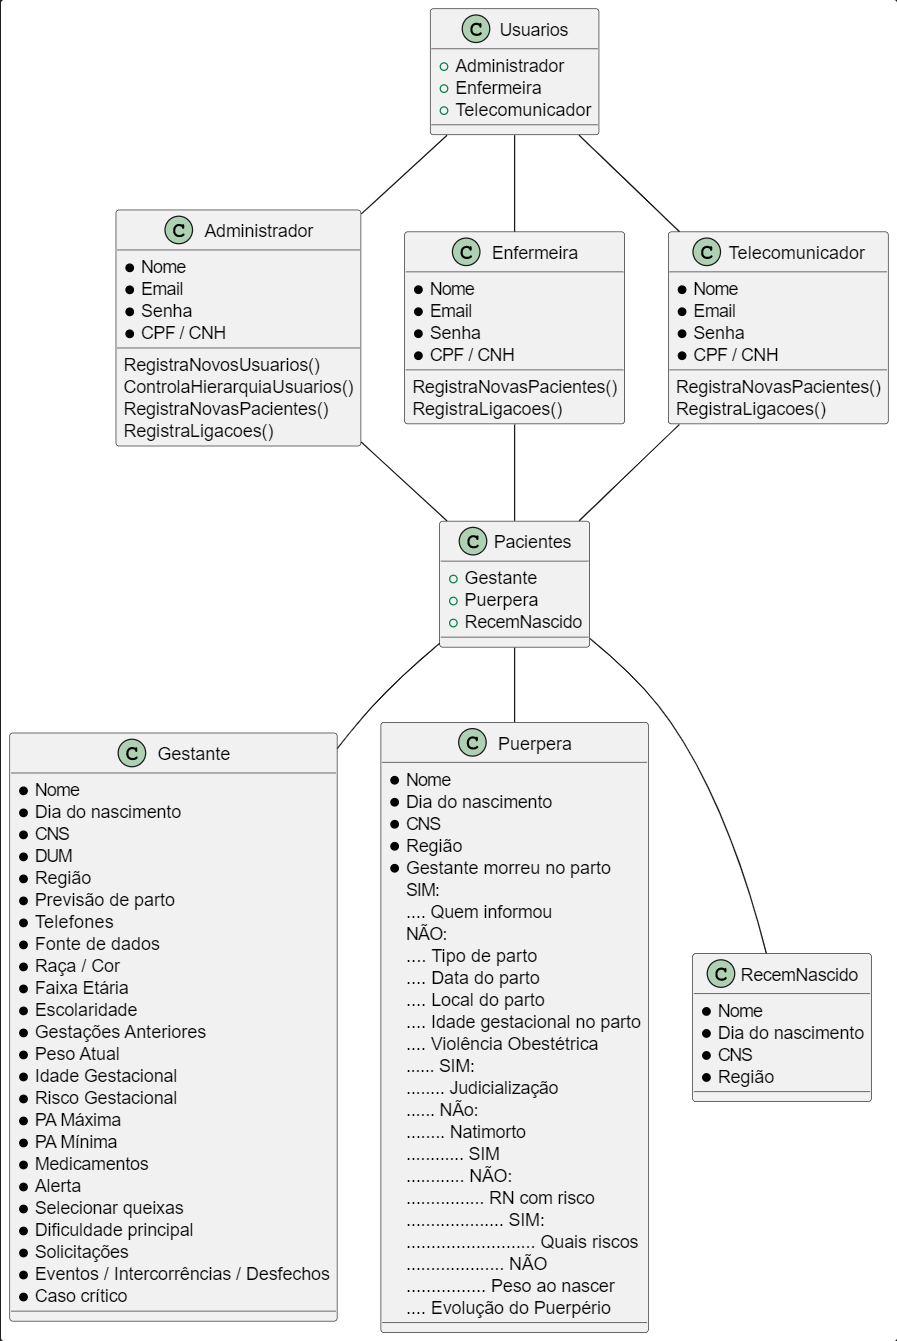 C Usuarios
Administrador
Enfermeira
Telecomunicador
C Administrador
Nome
Email
Senha
CPF / CNH
RegistraNovosUsuarios()
ControlaHierarquiaUsuarios()
RegistraNovasPacientes()
RegistraLigacoes()
C Enfermeira
Nome
Email
Senha
CPF / CNH
RegistraNovasPacientes()
RegistraLigacoes()
C Telecomunicador
Nome
Email
Senha
CPF / CNH
RegistraNovasPacientes()
RegistraLigacoes()
C Pacientes
Gestante
Puerpera
RecemNascido
C Gestante
Nome
Dia do nascimento
CNS
DUM
Região
Previsão de parto
Telefones
Fonte de dados
Raça / Cor
Faixa Etária
Escolaridade
Gestações Anteriores
Peso Atual
Idade Gestacional
Risco Gestacional
PA Máxima
PA Mínima
Medicamentos
Alerta
Selecionar queixas
Dificuldade principal
Solicitações
Eventos / Intercorrências / Desfechos
Caso crítico
C Puerpera
Nome
Dia do nascimento
CNS
Região
Gestante morreu no parto
SIM:
.... Quem informou
NÃO:
.... Tipo de parto
.... Data do parto
.... Local do parto
.... Idade gestacional no parto
.... Violência Obestétrica
...... SIM:
........ Judicialização
...... NÃo:
........ Natimorto
............ SIM
............ NÃO:
................ RN com risco
.................... SIM:
.......................... Quais riscos
.................... NÃO
................ Peso ao nascer
.... Evolução do Puerpério
C RecemNascido
Nome
Dia do nascimento
CNS
Região